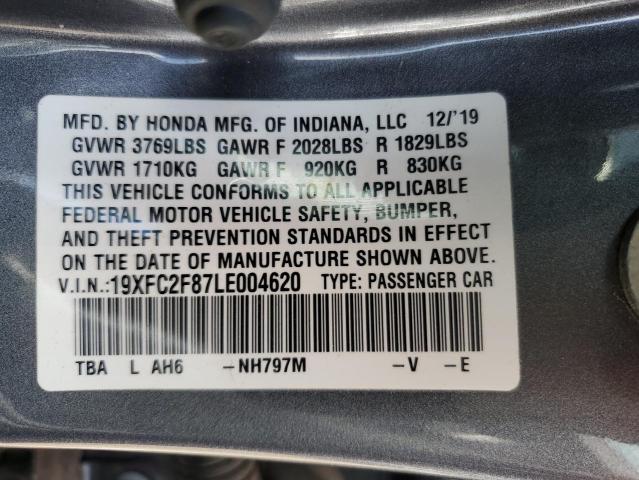 MFD. BY HONDA MFG. OF INDIANA, LLC 12/'19
GVWR 3769LBS GAWR F 2028LBS R 1829LBS
GVWR 1710KG GAWR F 920KG R 830KG
THIS VEHICLE CONFORMS TO ALL APPLICABLE
FEDERAL MOTOR VEHICLE SAFETY, BUMPER,
AND THEFT PREVENTION STANDARDS IN EFFECT
ON THE DATE OF MANUFACTURE SHOWN ABOVE.
V.I.N.:19XFC2F87LE004620 TYPE: PASSENGER CAR
TBA L AH6 -NH797M -V -E